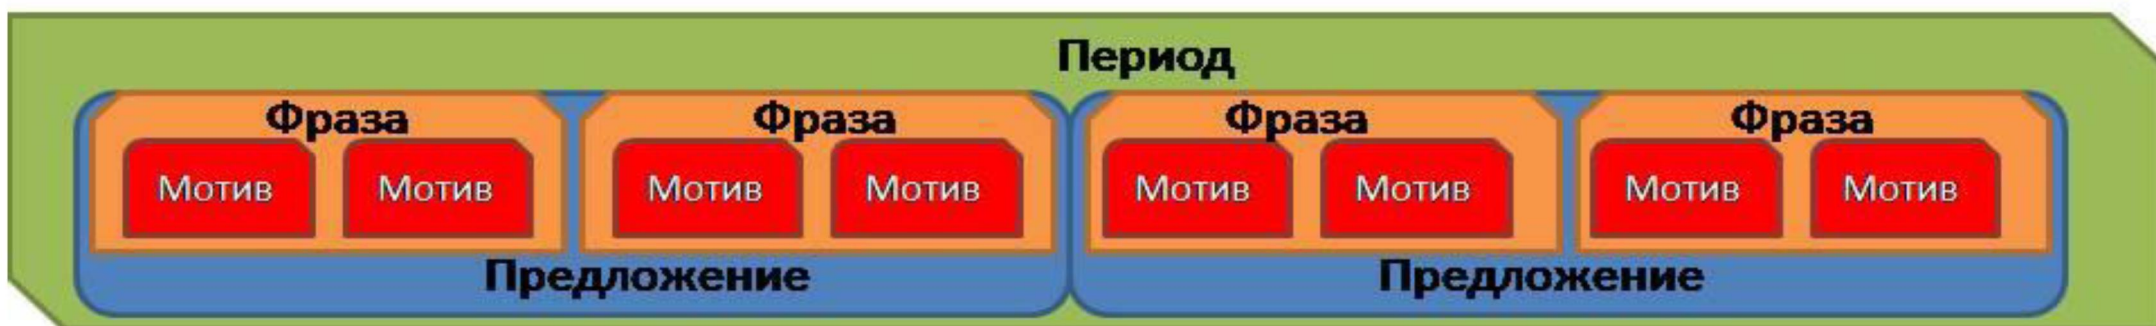 Период
Фраза Фраза Фраза Фраза
Мотив Мотив Мотив Мотив Мотив Мотив Мотив Мотив
Предложение Предложение